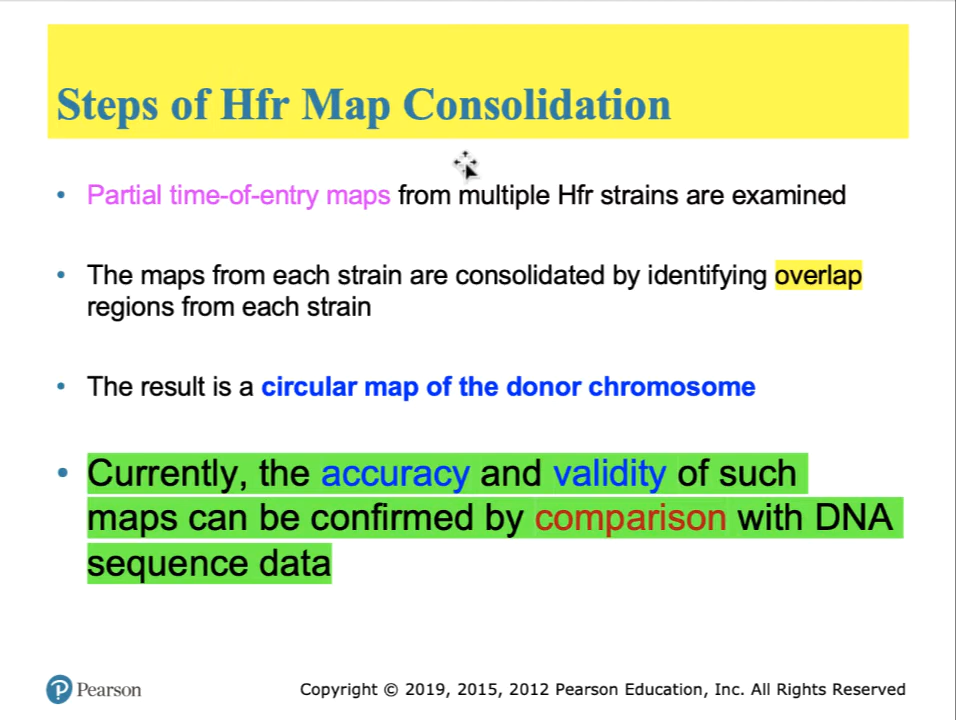 Steps of Hfr Map Consolidation
• Partial time-of-entry maps from multiple Hfr strains are examined
• The maps from each strain are consolidated by identifying overlap
regions from each strain
• The result is a circular map of the donor chromosome
• Currently, the accuracy and validity of such
maps can be confirmed by comparison with DNA
sequence data
P Pearson
Copyright © 2019, 2015, 2012 Pearson Education, Inc. All Rights Reserved